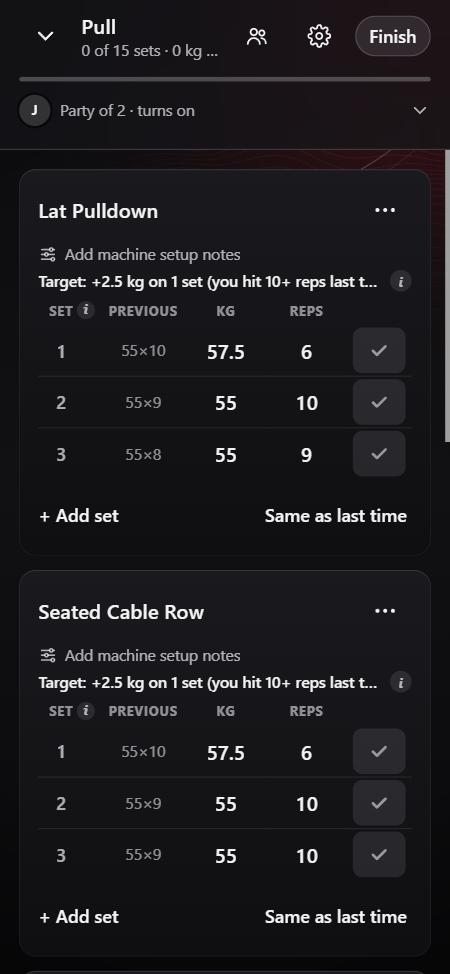 Pull
0 of 15 sets · 0 kg ...
Finish
J
Party of 2 · turns on
Lat Pulldown
Add machine setup notes
Target: +2.5 kg on 1 set (you hit 10+ reps last t...
i
SET i PREVIOUS KG REPS
1 55×10 57.5 6
2 55×9 55 10
3 55×8 55 9
+ Add set Same as last time
Seated Cable Row
Add machine setup notes
Target: +2.5 kg on 1 set (you hit 10+ reps last t...
i
SET i PREVIOUS KG REPS
1 55×10 57.5 6
2 55×9 55 10
3 55×9 55 10
+ Add set Same as last time